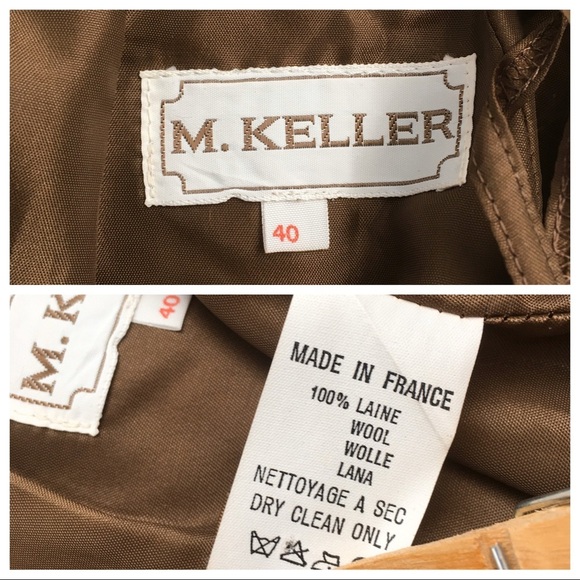 M. KELLER
40
M. K
40
MADE IN FRANCE
100% LAINE
WOOL
WOLLE
LANA
NETTOYAGE A SEC
DRY CLEAN ONLY